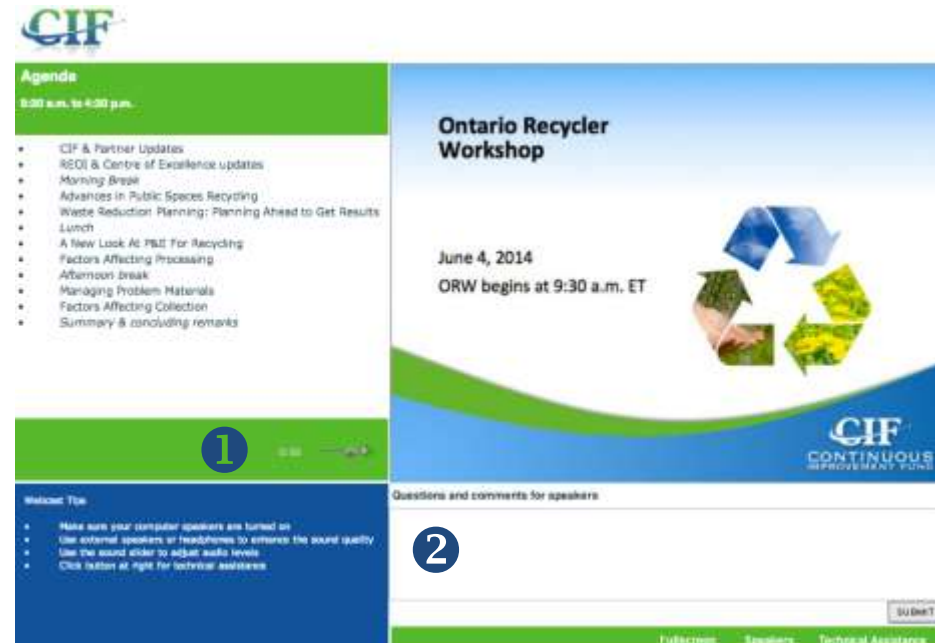 CIF
Agenda
9:00 a.m. to 4:00 p.m.
• CIF & Partner Updates
• REOI & Centre of Excellence updates
• Morning Break
• Advances in Public Spaces Recycling
• Waste Reduction Planning: Planning Ahead to Get Results
• Lunch
• A New Look At P&E For Recycling
• Factors Affecting Processing
• Afternoon break
• Managing Problem Materials
• Factors Affecting Collection
• Summary & concluding remarks
Ontario Recycler
Workshop
June 4, 2014
ORW begins at 9:30 a.m. ET
CIF
CONTINUOUS
IMPROVEMENT FUND
1
Webcast Tips
• Make sure your computer speakers are turned on
• Use external speakers or headphones to enhance the sound quality
• Use the sound slider to adjust audio levels
• Click button at right for technical assistance
Questions and comments for speakers
2
SUBMIT
Fullscreen Speakers Technical Assistance